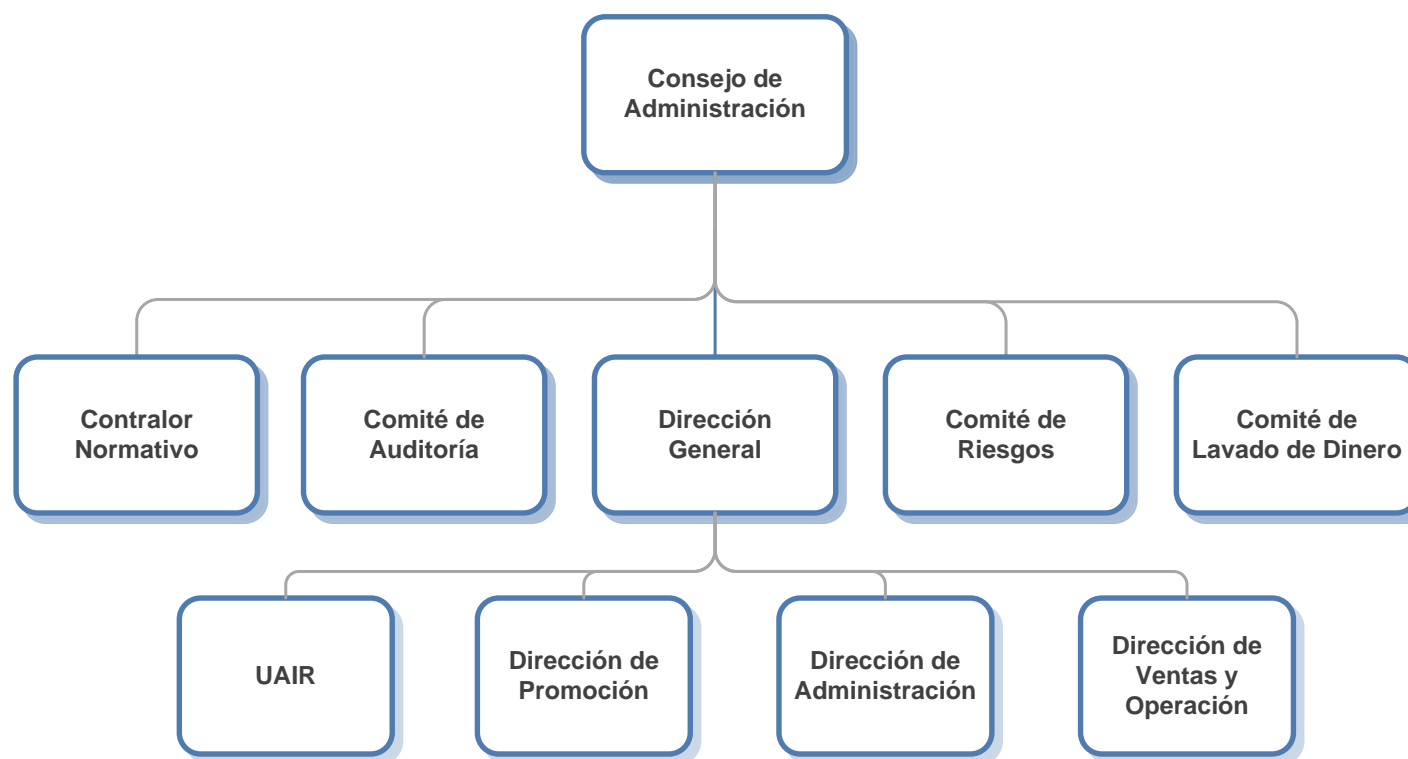 Consejo de
Administración
Contralor
Normativo
Comité de
Auditoría
Dirección
General
Comité de
Riesgos
Comité de
Lavado de Dinero
UAIR
Dirección de
Promoción
Dirección de
Administración
Dirección de
Ventas y
Operación